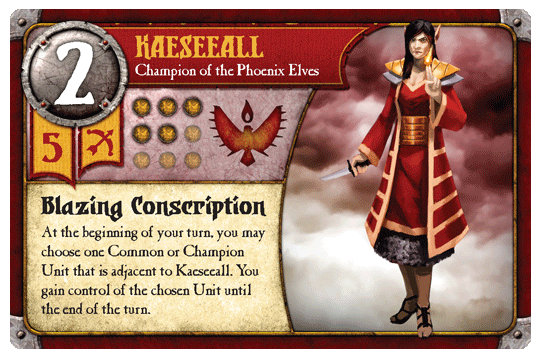 2
KAESEEALL
Champion of the Phoenix Elves
5
Blazing Conscription
At the beginning of your turn, you may
choose one Common or Champion
Unit that is adjacent to Kaeseeall. You
gain control of the chosen Unit until
the end of the turn.